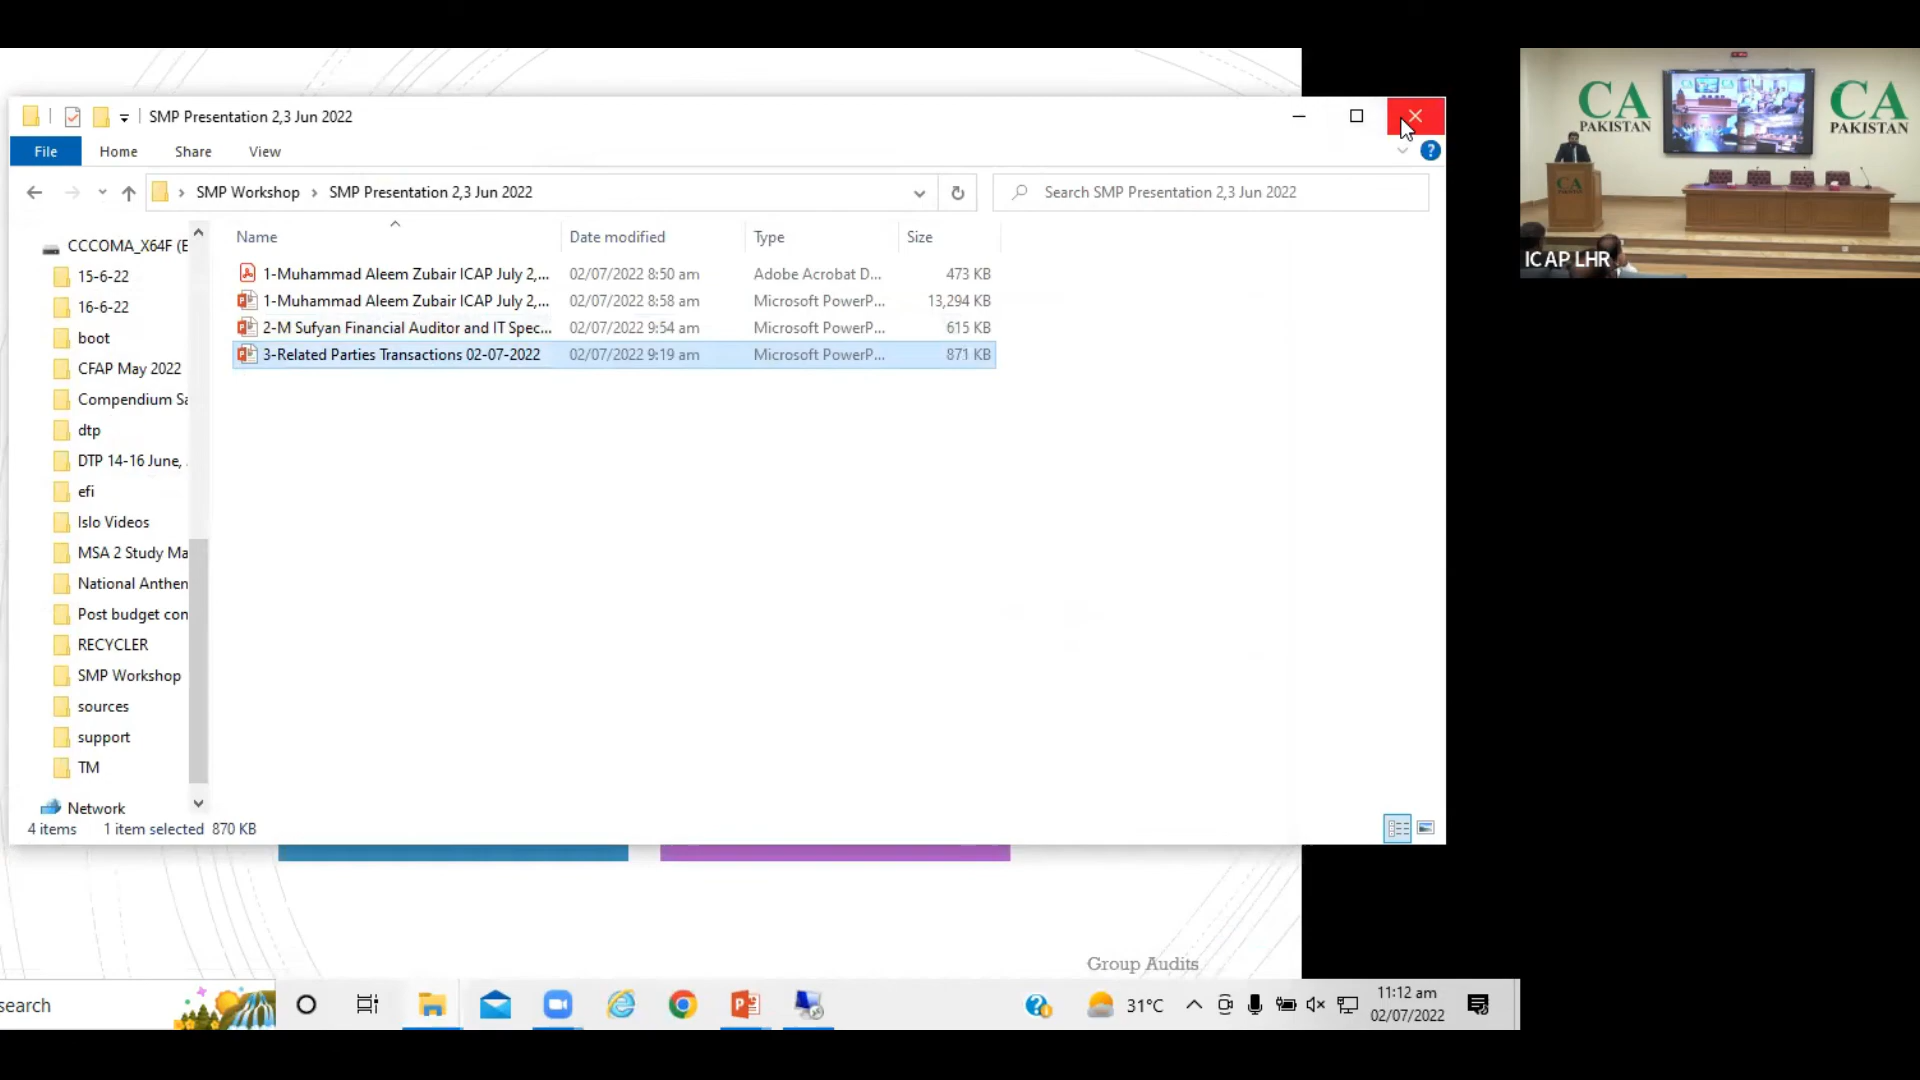 SMP Presentation 2,3 Jun 2022
File Home Share View
SMP Workshop › SMP Presentation 2,3 Jun 2022
Search SMP Presentation 2,3 Jun 2022
Name Date modified Type Size
1-Muhammad Aleem Zubair ICAP July 2,... 02/07/2022 8:50 am Adobe Acrobat D... 473 KB
1-Muhammad Aleem Zubair ICAP July 2,... 02/07/2022 8:58 am Microsoft PowerP... 13,294 KB
2-M Sufyan Financial Auditor and IT Spec... 02/07/2022 9:54 am Microsoft PowerP... 615 KB
3-Related Parties Transactions 02-07-2022 02/07/2022 9:19 am Microsoft PowerP... 871 KB
CCCOMA_X64F (E
15-6-22
16-6-22
boot
CFAP May 2022
Compendium Sa
dtp
DTP 14-16 June, .
efi
Islo Videos
MSA 2 Study Ma
National Anthen
Post budget con
RECYCLER
SMP Workshop
sources
support
TM
Network
4 items 1 item selected 870 KB
Group Audits
search
31°C
11:12 am
02/07/2022
CA
PAKISTAN
CA
PAKISTAN
CA
ICAP LHR